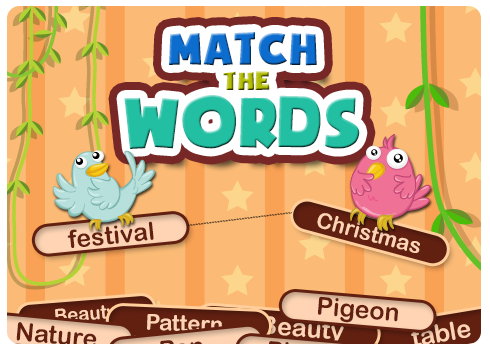 MATCH
THE
WORDS
festival
Christmas
Pigeon
Beauty
Pattern
Beauty
table
Nature